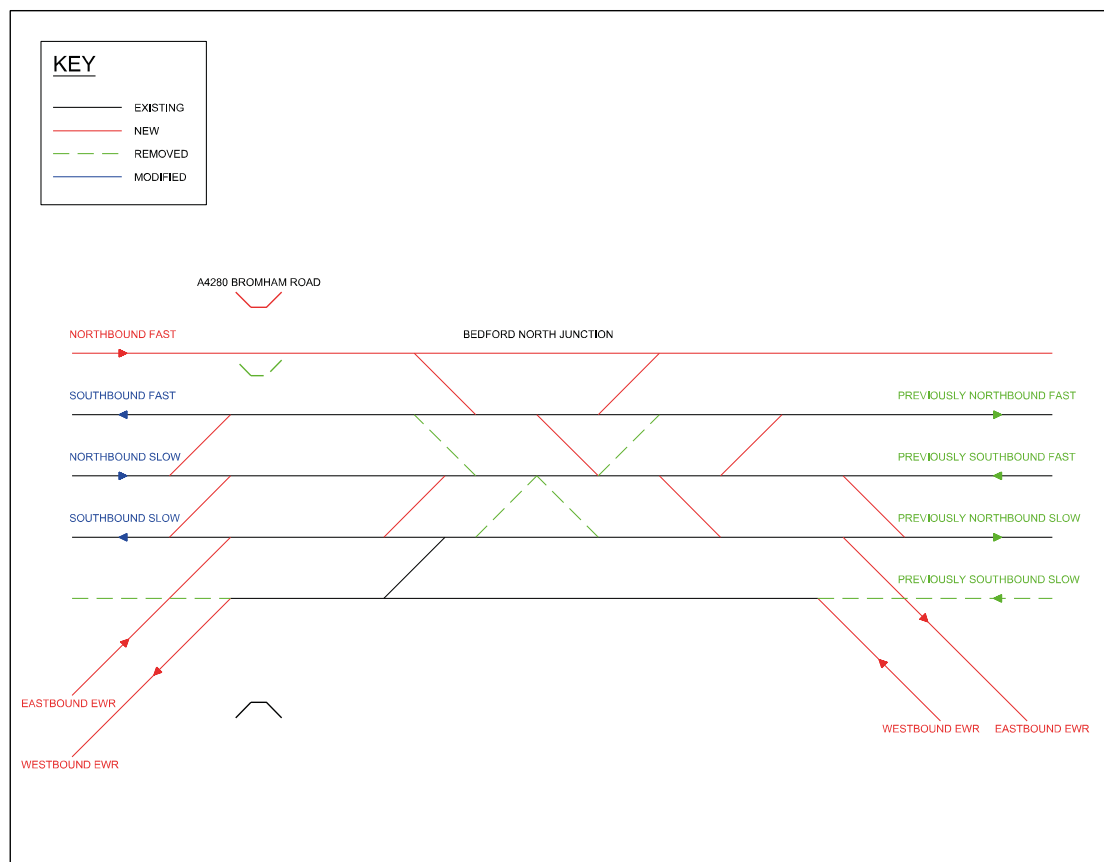 KEY
EXISTING
NEW
REMOVED
MODIFIED
A4280 BROMHAM ROAD
NORTHBOUND FAST
BEDFORD NORTH JUNCTION
SOUTHBOUND FAST
PREVIOUSLY NORTHBOUND FAST
NORTHBOUND SLOW
PREVIOUSLY SOUTHBOUND FAST
SOUTHBOUND SLOW
PREVIOUSLY NORTHBOUND SLOW
PREVIOUSLY SOUTHBOUND SLOW
EASTBOUND EWR
WESTBOUND EWR
EASTBOUND EWR
WESTBOUND EWR